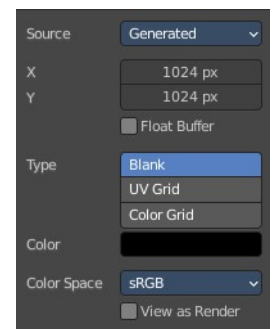 Source Generated
X 1024 px
Y 1024 px
Float Buffer
Type Blank
UV Grid
Color Grid
Color
Color Space sRGB
View as Render